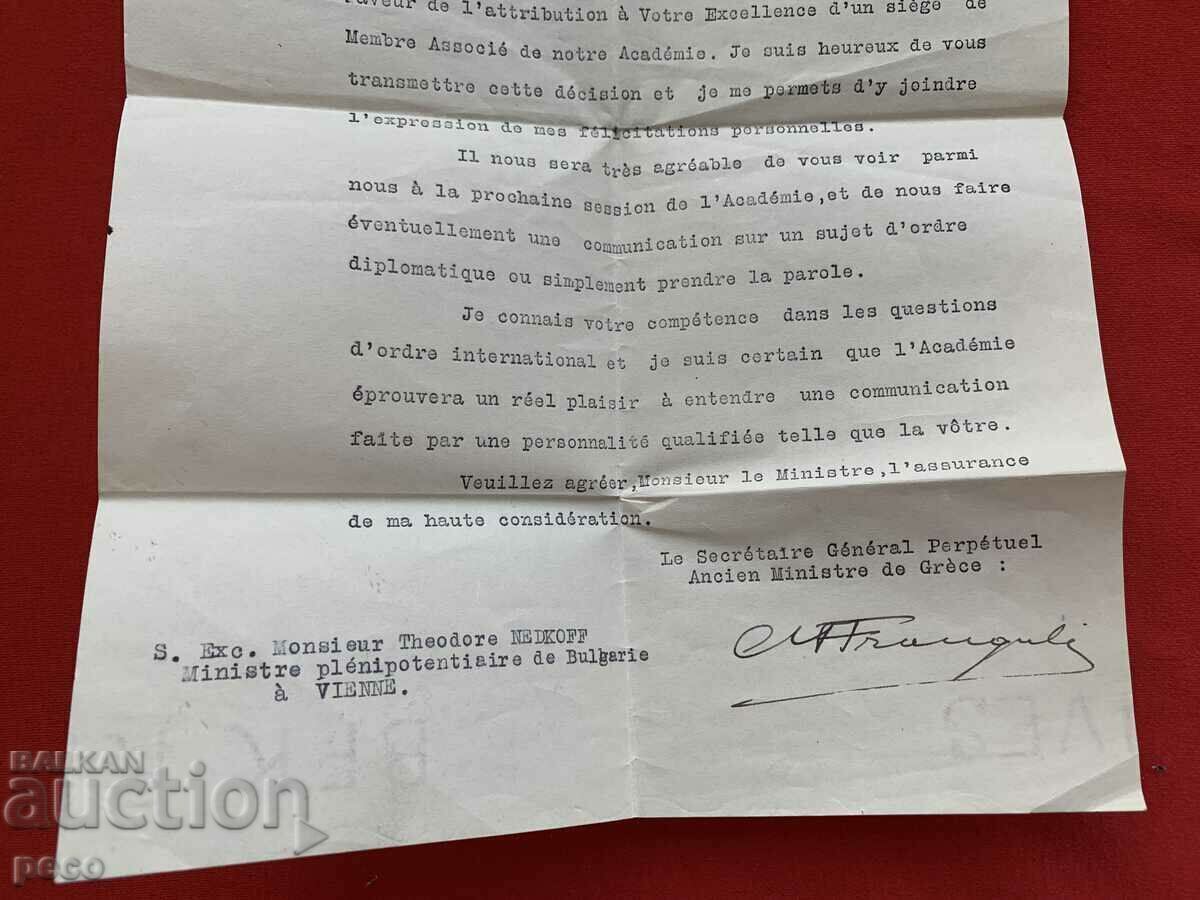 faveur de l'attribution à Votre Excellence d'un siège de
Membre Associé de notre Académie. Je suis heureux de vous
transmettre cette décision et je me permets d'y joindre
l'expression de mes félicitations personnelles.
Il nous sera très agréable de vous voir parmi
nous à la prochaine session de l'Académie,et de nous faire
éventuellement une communication sur un sujet d'ordre
diplomatique ou simplement prendre la parole.
Je connais votre compétence dans les questions
d'ordre international et je suis certain que l'Académie
éprouvera un réel plaisir à entendre une communication
faite par une personnalité qualifiée telle que la vôtre.
Veuillez agréer,Monsieur le Ministre,l'assurance
de ma haute considération.
Le Secrétaire Général Perpétuel
Ancien Ministre de Grèce :
S. Exc. Monsieur Theodore NEDKOFF
Ministre plénipotentiaire de Bulgarie
à VIENNE.
BALKAN
auction
peco